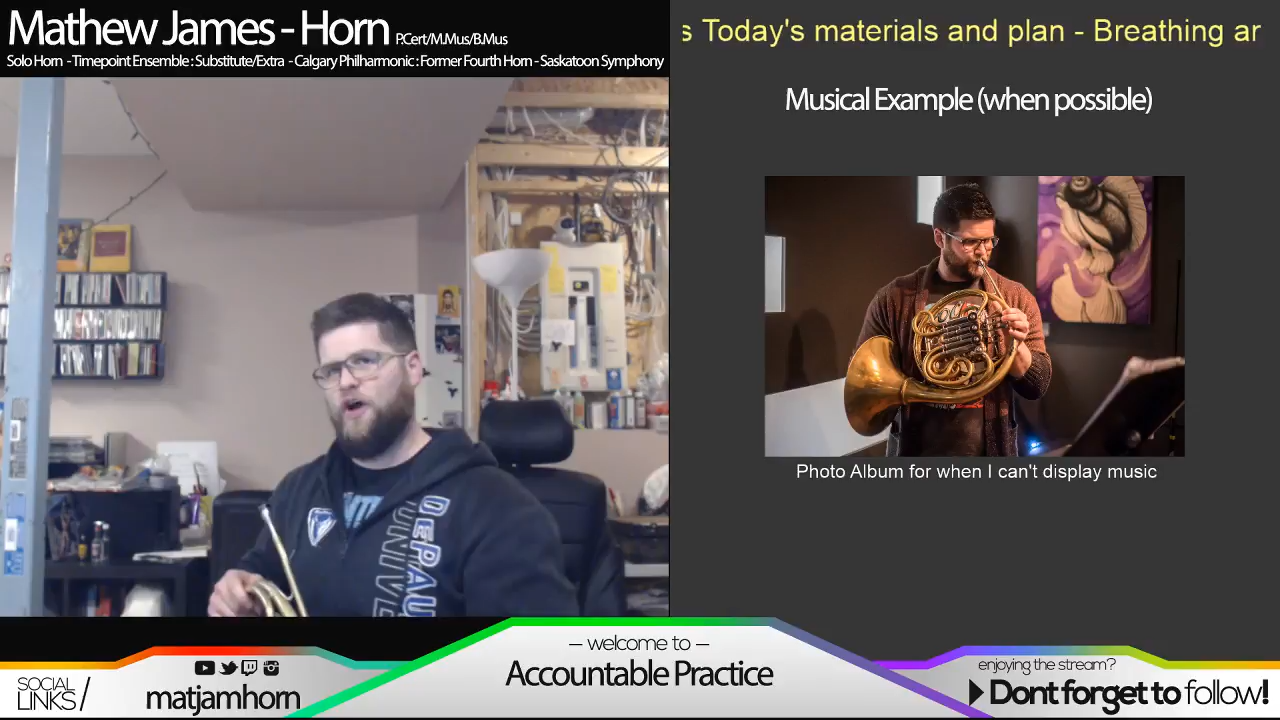 Mathew James - Horn P.Cert/M.Mus/B.Mus
Solo Horn - Timepoint Ensemble : Substitute/Extra - Calgary Philharmonic : Former Fourth Horn - Saskatoon Symphony
s Today's materials and plan - Breathing ar
Musical Example (when possible)
Photo Album for when I can't display music
DEPAU
UNIVE
– welcome to –
Accountable Practice
SOCIAL
LINKS /
matjamhorn
enjoying the stream?
Dont forget to follow!